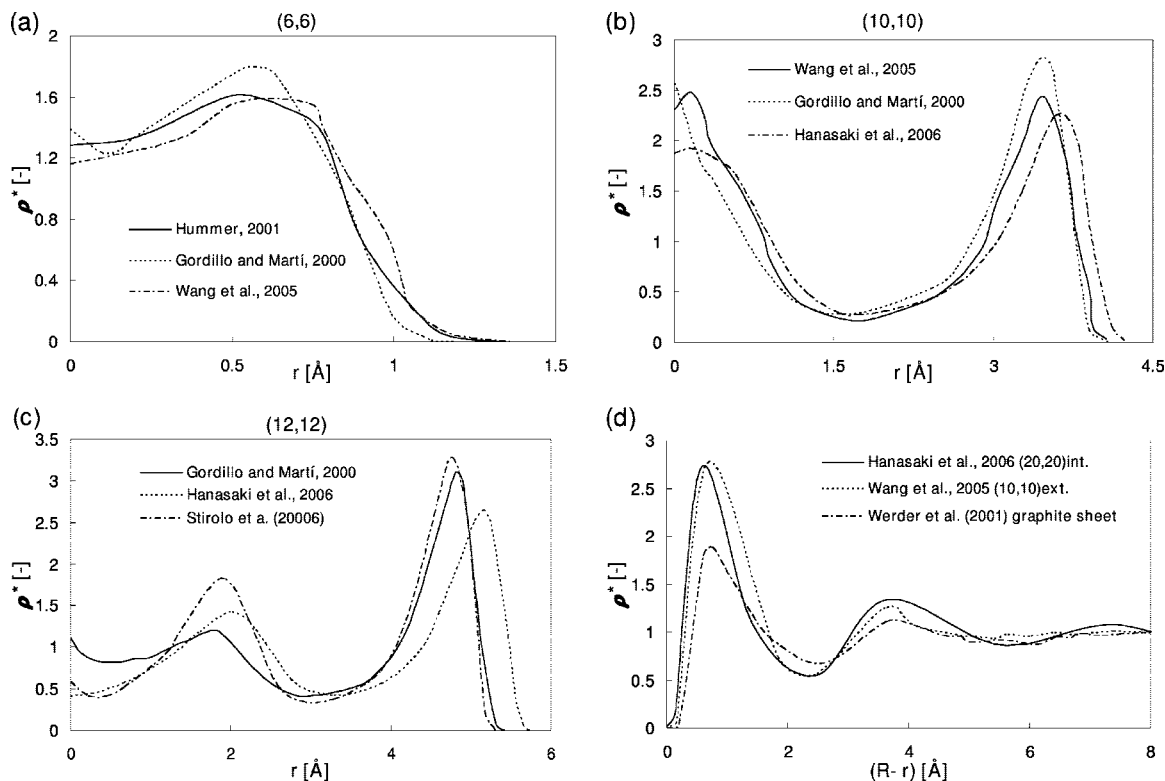 (a)
(6,6)
2
1.6
1.2
0.8
0.4
0
ρ* [-]
Hummer, 2001
Gordillo and Martí, 2000
Wang et al., 2005
0
0.5
1
1.5
r [Å]
(b)
(10,10)
3
2.5
2
1.5
1
0.5
0
ρ* [-]
Wang et al., 2005
Gordillo and Martí, 2000
Hanasaki et al., 2006
0
1.5
3
4.5
r [Å]
(c)
(12,12)
3.5
3
2.5
2
1.5
1
0.5
0
ρ* [-]
Gordillo and Martí, 2000
Hanasaki et al., 2006
Stirolo et a. (20006)
0
2
4
6
r [Å]
(d)
3
2.5
2
1.5
1
0.5
0
ρ* [-]
Hanasaki et al., 2006 (20,20)int.
Wang et al., 2005 (10,10)ext.
Werder et al. (2001) graphite sheet
0
2
4
6
8
(R- r) [Å]